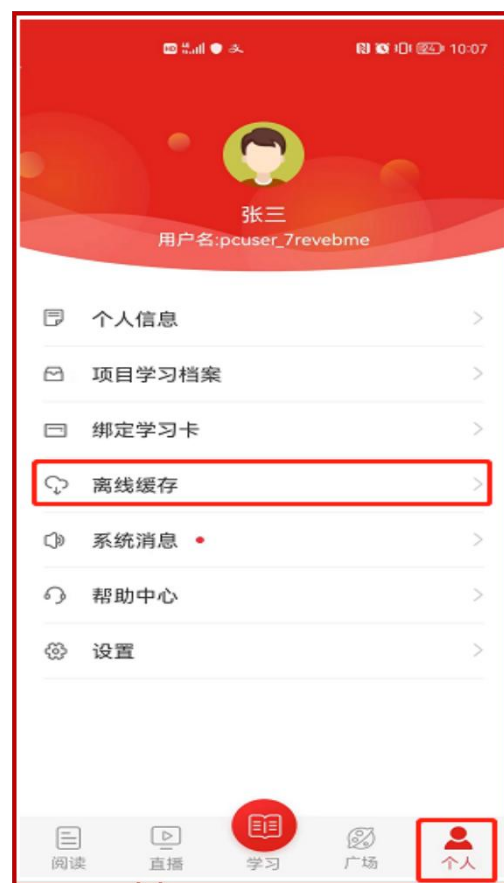 HD 10:07
24
张三
用户名:pcuser_7revebme
个人信息
项目学习档案
绑定学习卡
离线缓存
系统消息
帮助中心
设置
阅读
直播
学习
广场
个人